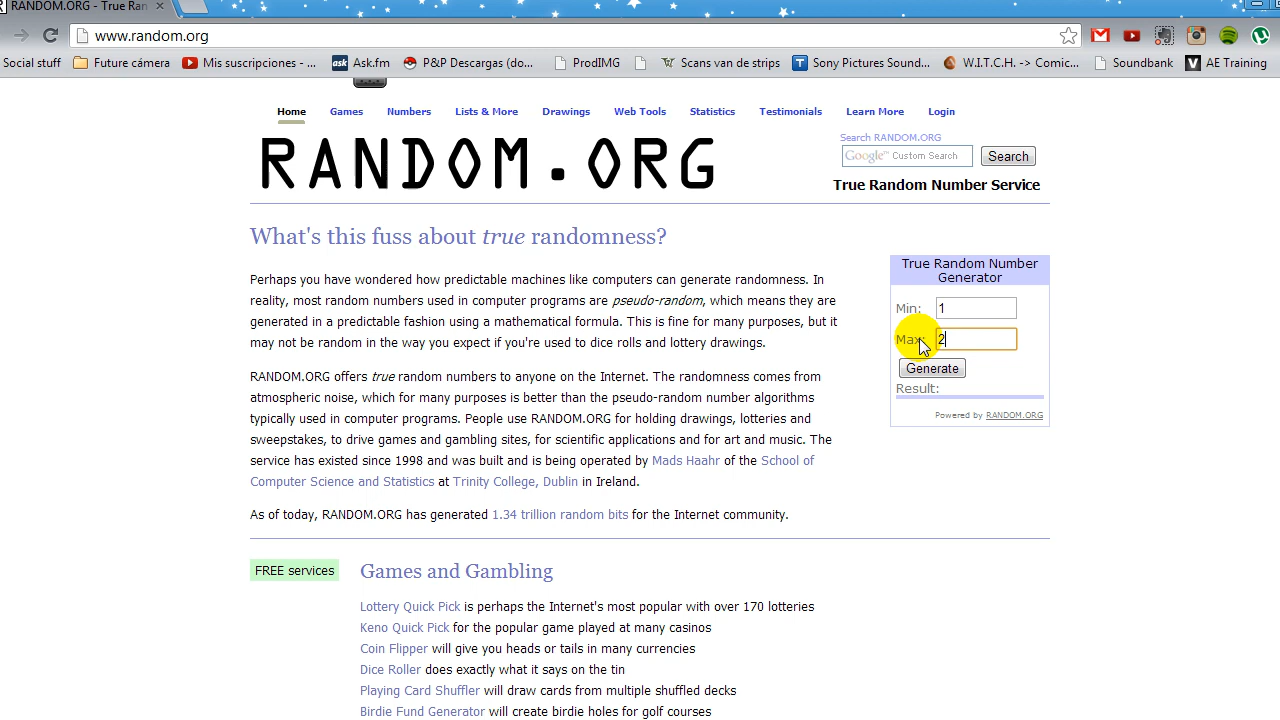 RANDOM.ORG - True Ran
www.random.org
Social stuff Future cámera Mis suscripciones - ... Ask.fm P&P Descargas (do... ProdIMG Scans van de strips Sony Pictures Sound... W.I.T.C.H. -> Comic... Soundbank AE Training
Home Games Numbers Lists & More Drawings Web Tools Statistics Testimonials Learn More Login
RANDOM.ORG
Search RANDOM.ORG
Google™ Custom Search Search
True Random Number Service
What's this fuss about true randomness?
Perhaps you have wondered how predictable machines like computers can generate randomness. In
reality, most random numbers used in computer programs are pseudo-random, which means they are
generated in a predictable fashion using a mathematical formula. This is fine for many purposes, but it
may not be random in the way you expect if you're used to dice rolls and lottery drawings.
RANDOM.ORG offers true random numbers to anyone on the Internet. The randomness comes from
atmospheric noise, which for many purposes is better than the pseudo-random number algorithms
typically used in computer programs. People use RANDOM.ORG for holding drawings, lotteries and
sweepstakes, to drive games and gambling sites, for scientific applications and for art and music. The
service has existed since 1998 and was built and is being operated by Mads Haahr of the School of
Computer Science and Statistics at Trinity College, Dublin in Ireland.
As of today, RANDOM.ORG has generated 1.34 trillion random bits for the Internet community.
True Random Number
Generator
Min: 1
Max: 2
Generate
Result:
Powered by RANDOM.ORG
FREE services
Games and Gambling
Lottery Quick Pick is perhaps the Internet's most popular with over 170 lotteries
Keno Quick Pick for the popular game played at many casinos
Coin Flipper will give you heads or tails in many currencies
Dice Roller does exactly what it says on the tin
Playing Card Shuffler will draw cards from multiple shuffled decks
Birdie Fund Generator will create birdie holes for golf courses